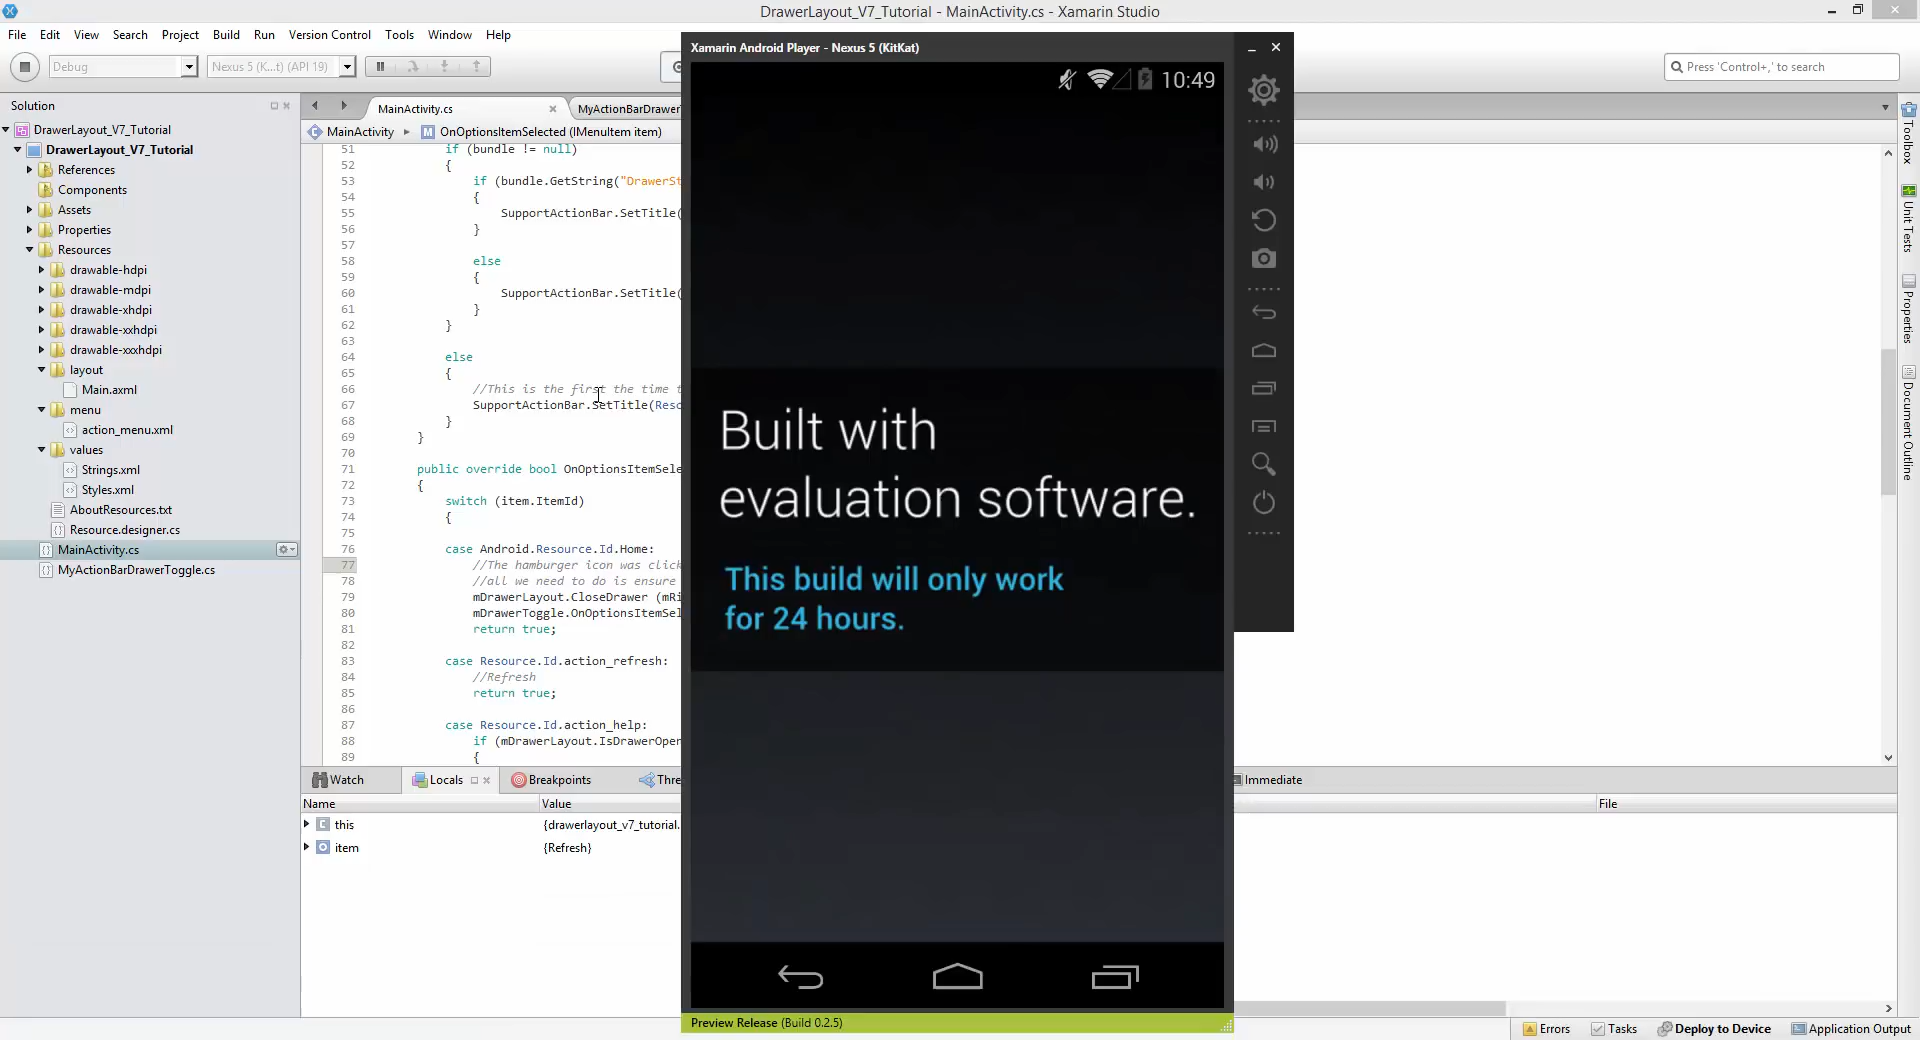 DrawerLayout_V7_Tutorial - MainActivity.cs - Xamarin Studio
File Edit View Search Project Build Run Version Control Tools Window Help
Debug
Nexus 5 (K...t) (API 19)
Press 'Control+,' to search
Solution
DrawerLayout_V7_Tutorial
DrawerLayout_V7_Tutorial
References
Components
Assets
Properties
Resources
drawable-hdpi
drawable-mdpi
drawable-xhdpi
drawable-xxhdpi
drawable-xxxhdpi
layout
Main.axml
menu
action_menu.xml
values
Strings.xml
Styles.xml
AboutResources.txt
Resource.designer.cs
MainActivity.cs
MyActionBarDrawerToggle.cs
MainActivity.cs
MyActionBarDrawerT
MainActivity
OnOptionsItemSelected (IMenuItem item)
51 if (bundle != null)
52 {
53 if (bundle.GetString("DrawerSt
54 {
55 SupportActionBar.SetTitle(
56 }
57
58 else
59 {
60 SupportActionBar.SetTitle(
61 }
62 }
63
64 else
65 {
66 //This is the first the time t
67 SupportActionBar.SetTitle(Reso
68 }
69 }
70
71 public override bool OnOptionsItemSele
72 {
73 switch (item.ItemId)
74 {
75
76 case Android.Resource.Id.Home:
77 //The hamburger icon was click
78 //all we need to do is ensure
79 mDrawerLayout.CloseDrawer (mRi
80 mDrawerToggle.OnOptionsItemSel
81 return true;
82
83 case Resource.Id.action_refresh:
84 //Refresh
85 return true;
86
87 case Resource.Id.action_help:
88 if (mDrawerLayout.IsDrawerOpen
89 {
Xamarin Android Player - Nexus 5 (KitKat)
10:49
Built with
evaluation software.
This build will only work
for 24 hours.
Preview Release (Build 0.2.5)
Toolbox
Unit Tests
Properties
Document Outline
Watch
Locals
Breakpoints
Thre
Immediate
Name
Value
File
this
{drawerlayout_v7_tutorial.
item
{Refresh}
Errors
Tasks
Deploy to Device
Application Output